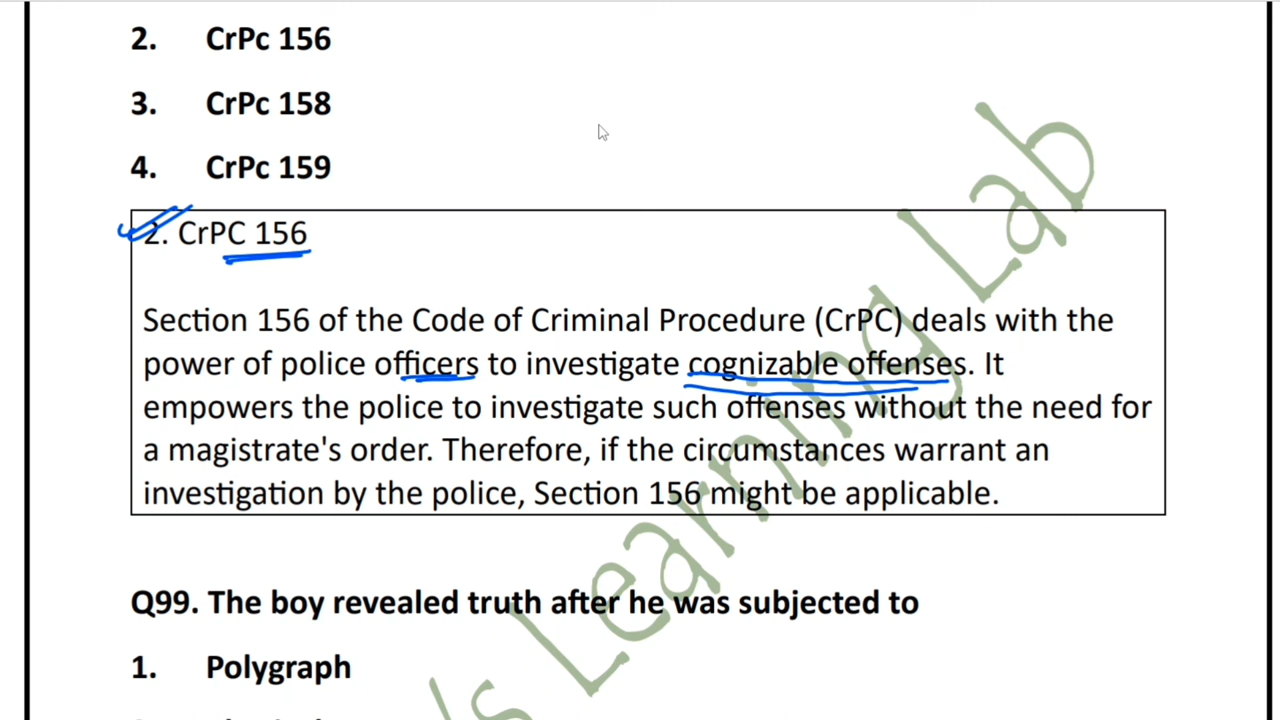 2. CrPc 156
3. CrPc 158
4. CrPc 159
2. CrPC 156
Section 156 of the Code of Criminal Procedure (CrPC) deals with the
power of police officers to investigate cognizable offenses. It
empowers the police to investigate such offenses without the need for
a magistrate's order. Therefore, if the circumstances warrant an
investigation by the police, Section 156 might be applicable.
Q99. The boy revealed truth after he was subjected to
1. Polygraph
's Learning Lab